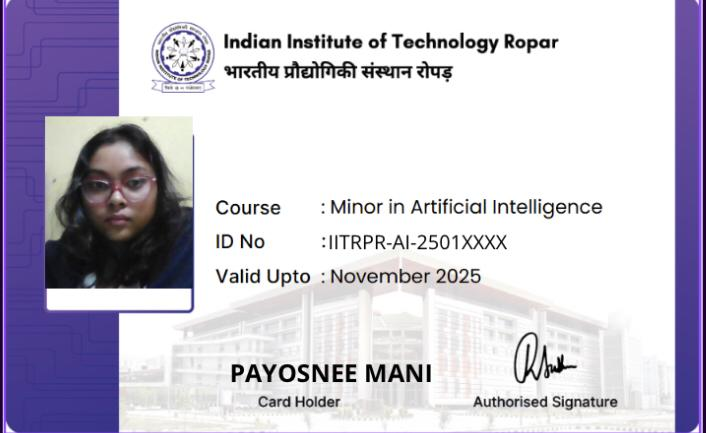 Indian Institute of Technology Ropar
भारतीय प्रौद्योगिकी संस्थान रोपड़
Course : Minor in Artificial Intelligence
ID No :IITRPR-AI-2501XXXX
Valid Upto : November 2025
PAYOSNEE MANI
Card Holder
Authorised Signature